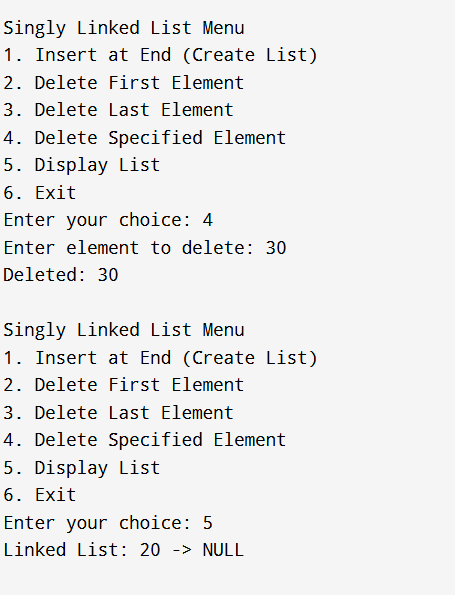 Singly Linked List Menu
1. Insert at End (Create List)
2. Delete First Element
3. Delete Last Element
4. Delete Specified Element
5. Display List
6. Exit
Enter your choice: 4
Enter element to delete: 30
Deleted: 30

Singly Linked List Menu
1. Insert at End (Create List)
2. Delete First Element
3. Delete Last Element
4. Delete Specified Element
5. Display List
6. Exit
Enter your choice: 5
Linked List: 20 -> NULL